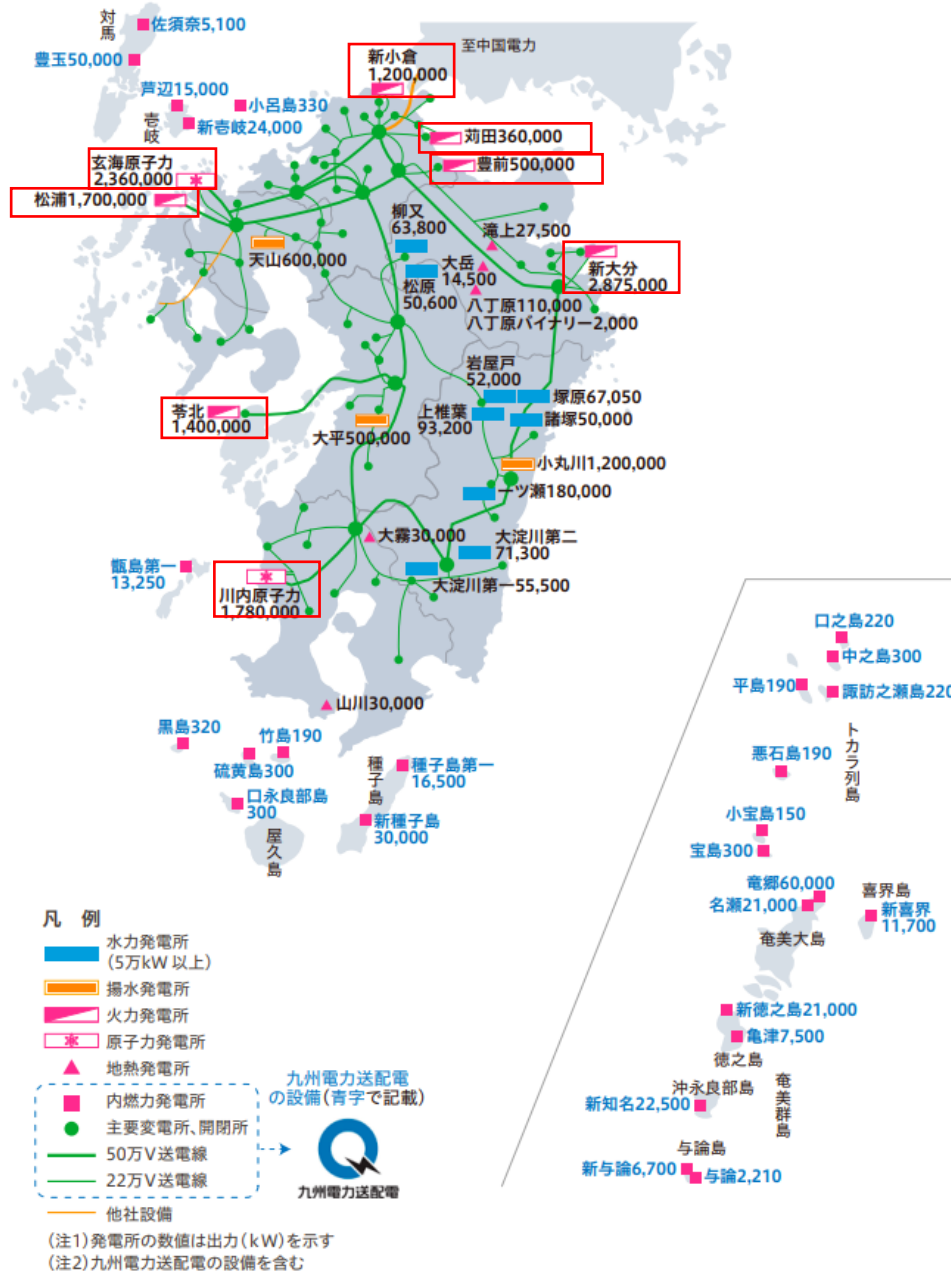 対馬
佐須奈5,100
豊玉50,000
芦辺15,000
小呂島330
壱岐
新壱岐24,000
至中国電力
新小倉
1,200,000
苅田360,000
豊前500,000
玄海原子力
2,360,000
松浦1,700,000
天山600,000
柳又
63,800
松原
50,600
滝上27,500
大岳
14,500
八丁原110,000
八丁原バイナリー2,000
新大分
2.875,000
岩屋戸
52,000
塚原67,050
上椎葉
93,200
諸塚50,000
苓北
1,400,000
大平500,000
小丸川1,200,000
一ツ瀬180,000
大霧30,000
大淀川第二
71,300
大淀川第一55,500
甑島第一
13,250
川内原子力
1,780,000
山川30,000
黒島320
竹島190
硫黄島300
口永良部島
300
屋久島
種子島
種子島第一
16,500
新種子島
30,000
口之島220
中之島300
平島190
諏訪之瀬島220
トカラ列島
悪石島190
小宝島150
宝島300
竜郷60,000
名瀬21,000
奄美大島
喜界島
新喜界
11,700
新徳之島21,000
亀津7,500
徳之島
沖永良部島
新知名22,500
奄美群島
与論島
新与論6,700
与論2,210
凡 例
水力発電所
(5万kW 以上)
揚水発電所
火力発電所
原子力発電所
地熱発電所
内燃力発電所
主要変電所、開閉所
50万V送電線
22万V送電線
他社設備
九州電力送配電
の設備(青字で記載)
九州電力送配電
(注1)発電所の数値は出力(kW)を示す
(注2)九州電力送配電の設備を含む